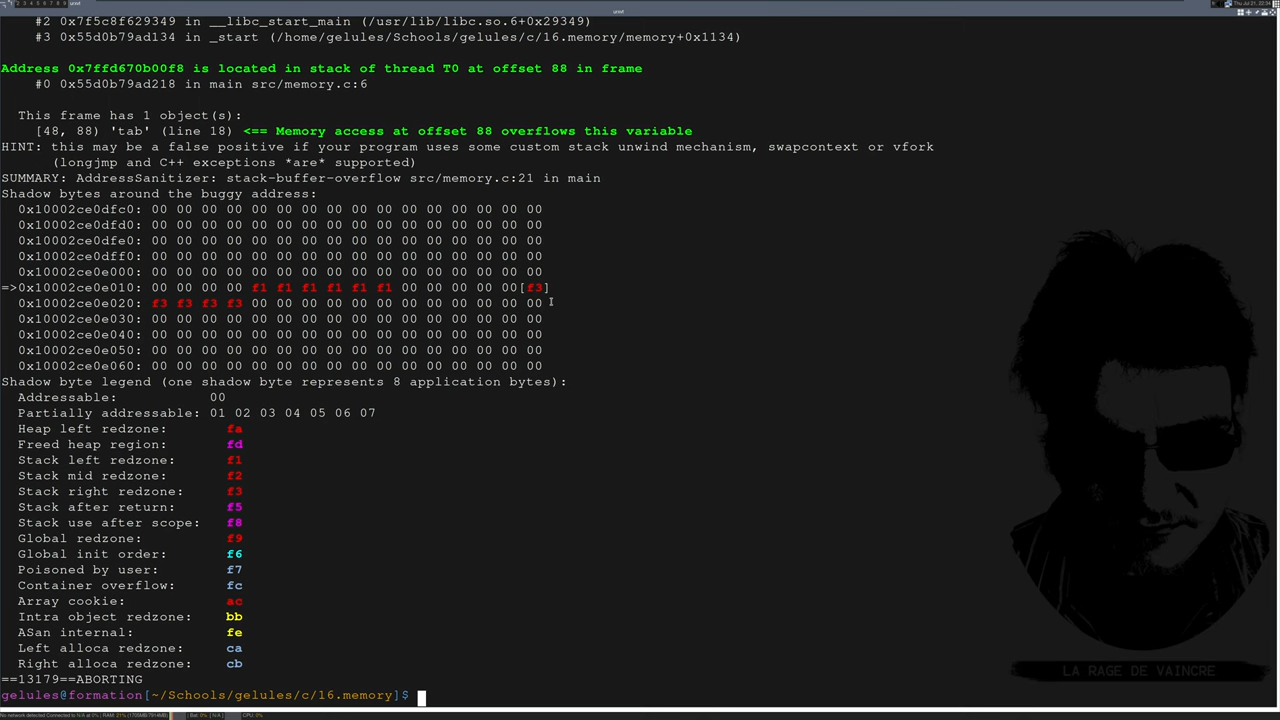 Thu Jul 21, 22:34
urxvt
#2 0x7f5c8f629349 in __libc_start_main (/usr/lib/libc.so.6+0x29349)
#3 0x55d0b79ad134 in _start (/home/gelules/Schools/gelules/c/16.memory/memory+0x1134)
Address 0x7ffd670b00f8 is located in stack of thread T0 at offset 88 in frame
#0 0x55d0b79ad218 in main src/memory.c:6
This frame has 1 object(s):
[48, 88) 'tab' (line 18) <== Memory access at offset 88 overflows this variable
HINT: this may be a false positive if your program uses some custom stack unwind mechanism, swapcontext or vfork
(longjmp and C++ exceptions *are* supported)
SUMMARY: AddressSanitizer: stack-buffer-overflow src/memory.c:21 in main
Shadow bytes around the buggy address:
0x10002ce0dfc0: 00 00 00 00 00 00 00 00 00 00 00 00 00 00 00 00
0x10002ce0dfd0: 00 00 00 00 00 00 00 00 00 00 00 00 00 00 00 00
0x10002ce0dfe0: 00 00 00 00 00 00 00 00 00 00 00 00 00 00 00 00
0x10002ce0dff0: 00 00 00 00 00 00 00 00 00 00 00 00 00 00 00 00
0x10002ce0e000: 00 00 00 00 00 00 00 00 00 00 00 00 00 00 00 00
=>0x10002ce0e010: 00 00 00 00 f1 f1 f1 f1 f1 f1 00 00 00 00 00[f3]
0x10002ce0e020: f3 f3 f3 f3 00 00 00 00 00 00 00 00 00 00 00 00
0x10002ce0e030: 00 00 00 00 00 00 00 00 00 00 00 00 00 00 00 00
0x10002ce0e040: 00 00 00 00 00 00 00 00 00 00 00 00 00 00 00 00
0x10002ce0e050: 00 00 00 00 00 00 00 00 00 00 00 00 00 00 00 00
0x10002ce0e060: 00 00 00 00 00 00 00 00 00 00 00 00 00 00 00 00
Shadow byte legend (one shadow byte represents 8 application bytes):
Addressable: 00
Partially addressable: 01 02 03 04 05 06 07
Heap left redzone: fa
Freed heap region: fd
Stack left redzone: f1
Stack mid redzone: f2
Stack right redzone: f3
Stack after return: f5
Stack use after scope: f8
Global redzone: f9
Global init order: f6
Poisoned by user: f7
Container overflow: fc
Array cookie: ac
Intra object redzone: bb
ASan internal: fe
Left alloca redzone: ca
Right alloca redzone: cb
==13179==ABORTING
gelules@formation[~/Schools/gelules/c/16.memory]$
LA RAGE DE VAINCRE